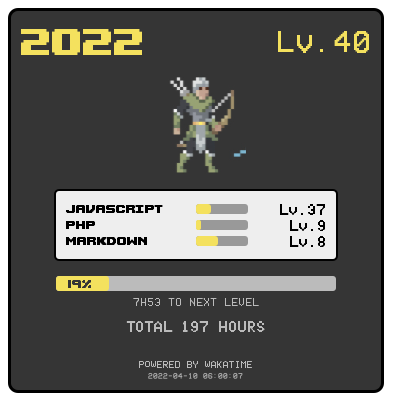 2022 Lv.40
JAVASCRIPT Lv.37
PHP Lv.9
MARKDOWN Lv.8
19%
7H53 TO NEXT LEVEL
TOTAL 197 HOURS
POWERED BY WAKATIME
2022-04-10 06:00:07